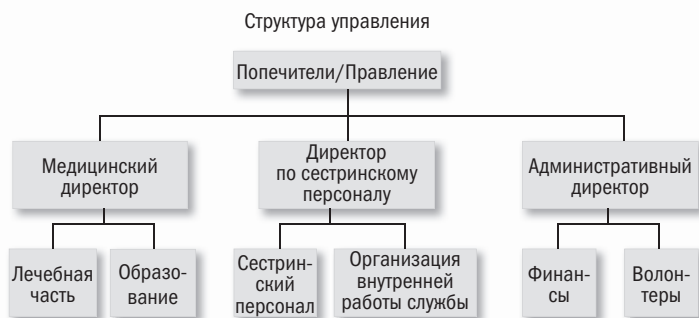 Структура управления
Попечители/Правление
Медицинский
директор
Директор
по сестринскому
персоналу
Административный
директор
Лечебная
часть
Образо-
вание
Сестрин-
ский
персонал
Организация
внутренней
работы службы
Финан-
сы
Волон-
теры